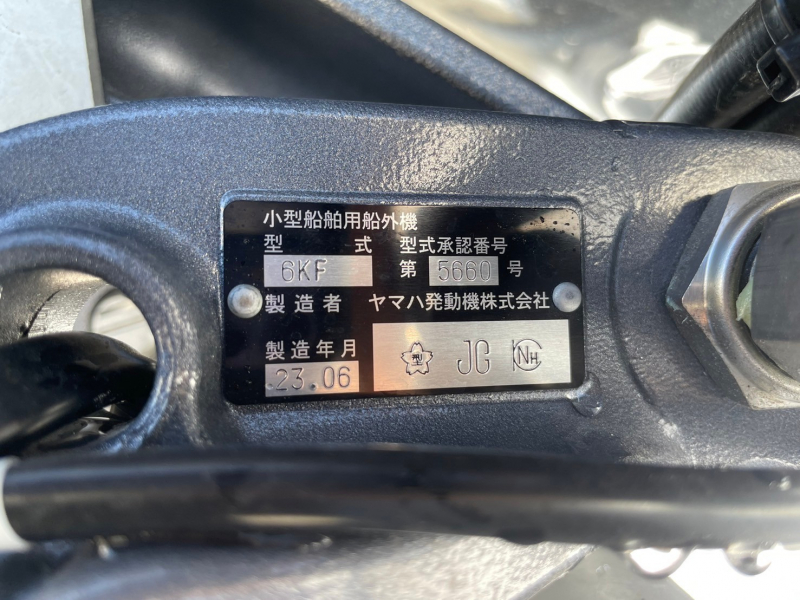 小型船舶用船外機
型式 型式承認番号
6KF 第 5660 号
製造者 ヤマハ発動機株式会社
製造年月
23.06 JG NH